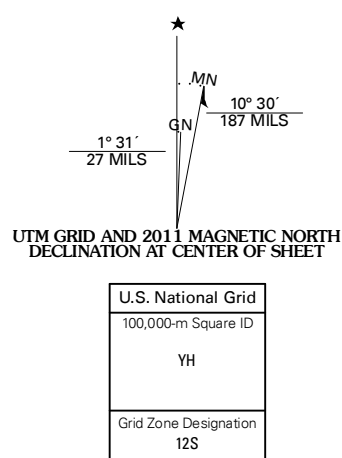 ★
MN
GN
10° 30´
187 MILS
1° 31´
27 MILS
UTM GRID AND 2011 MAGNETIC NORTH
DECLINATION AT CENTER OF SHEET
U.S. National Grid
100,000-m Square ID
YH
Grid Zone Designation
12S